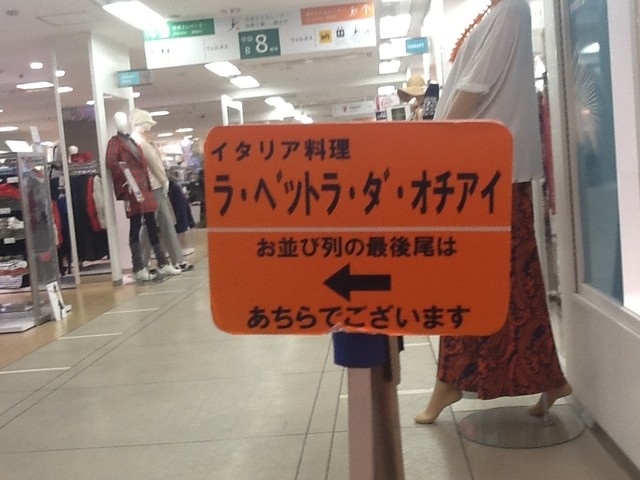 8
イタリア料理
ラ・ベットラ・ダ・オチアイ
お並び列の最後尾は
あちらでございます